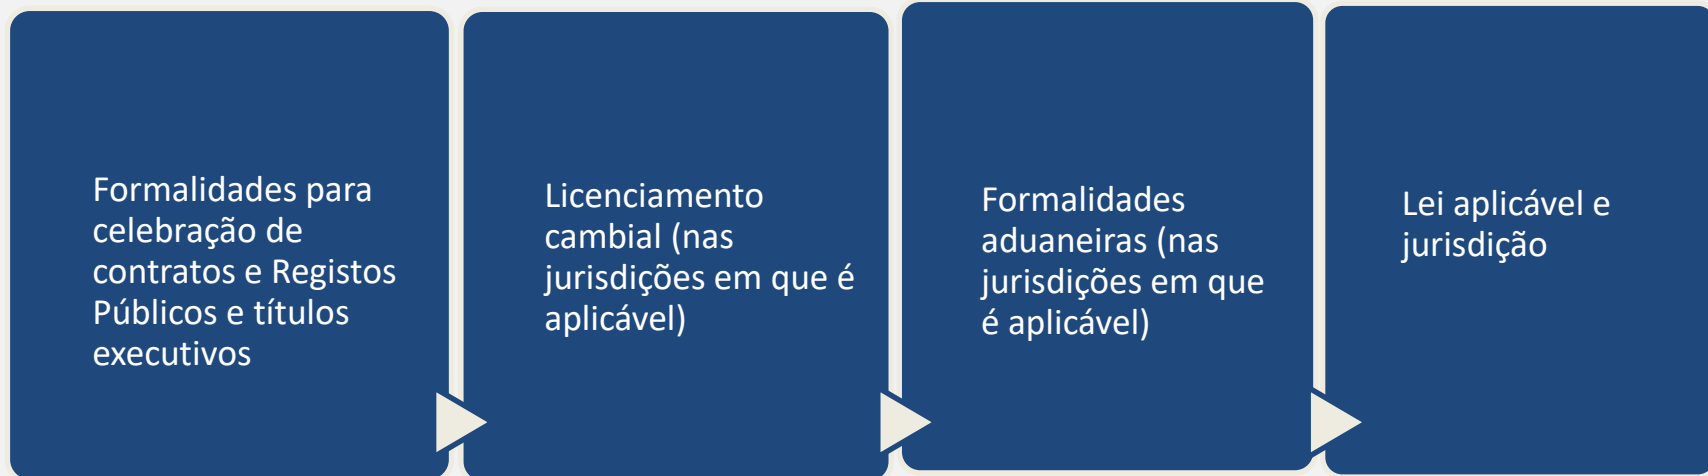 Formalidades para
celebração de
contratos e Registos
Públicos e títulos
executivos
Licenciamento
cambial (nas
jurisdições em que é
aplicável)
Formalidades
aduaneiras (nas
jurisdições em que
é aplicável)
Lei aplicável e
jurisdição